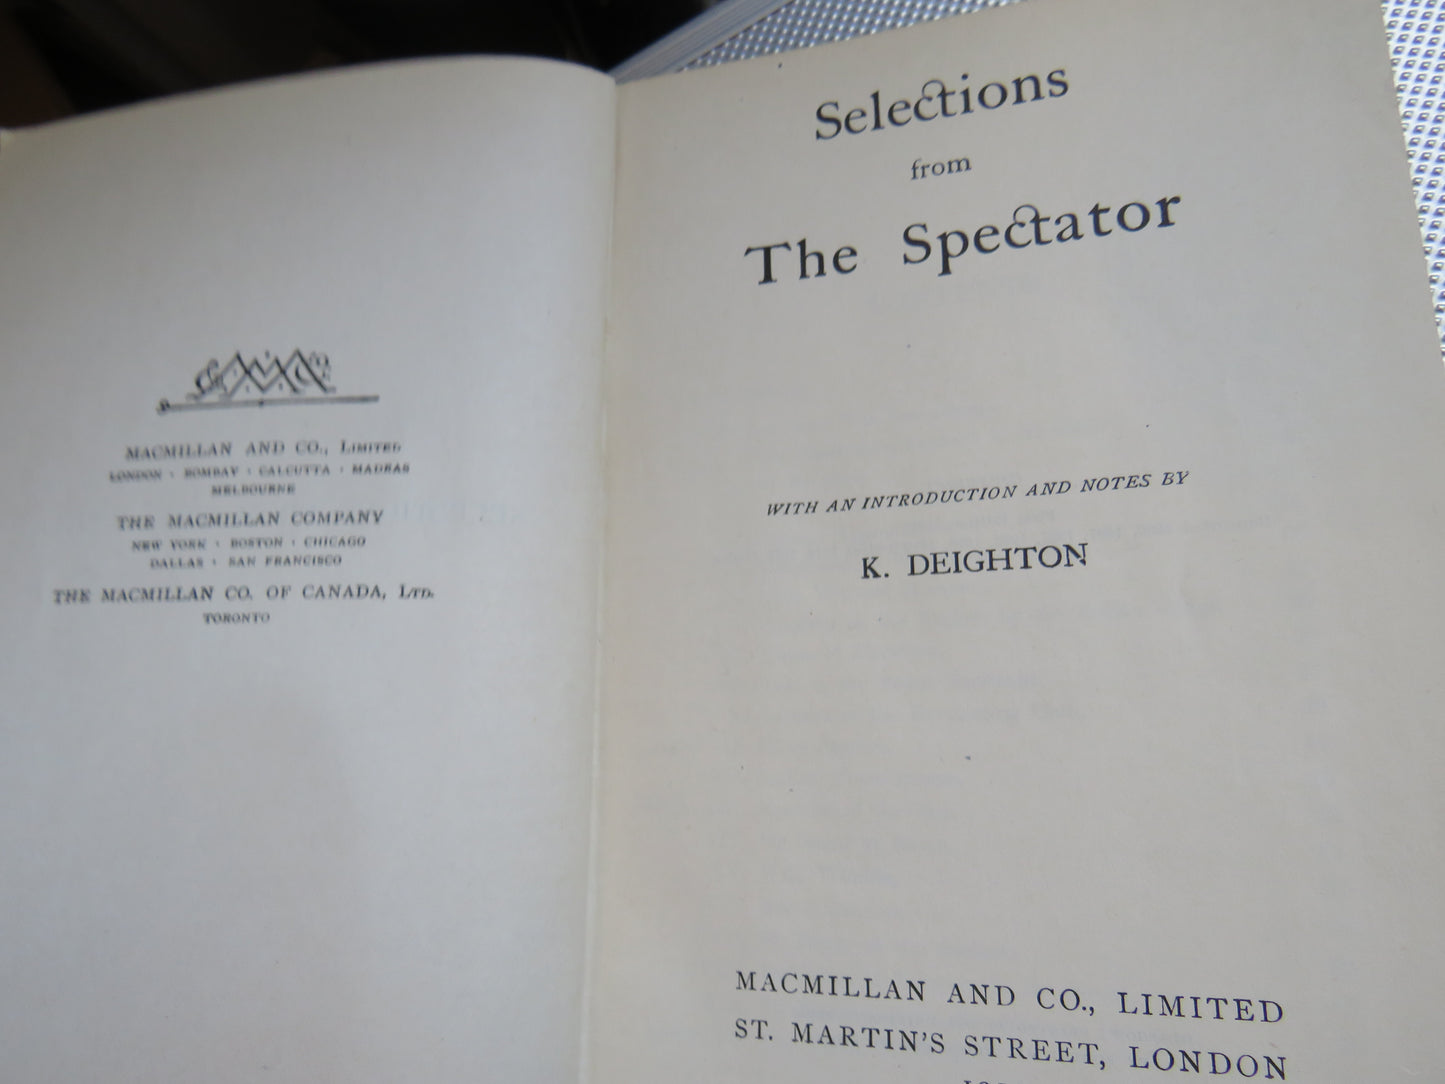 MACMILLAN AND CO., LIMITED
LONDON · BOMBAY · CALCUTTA · MADRAS
MELBOURNE
THE MACMILLAN COMPANY
NEW YORK · BOSTON · CHICAGO
DALLAS · SAN FRANCISCO
THE MACMILLAN CO. OF CANADA, LTD.
TORONTO
Selections
from
The Spectator
WITH AN INTRODUCTION AND NOTES BY
K. DEIGHTON
MACMILLAN AND CO., LIMITED
ST. MARTIN'S STREET, LONDON